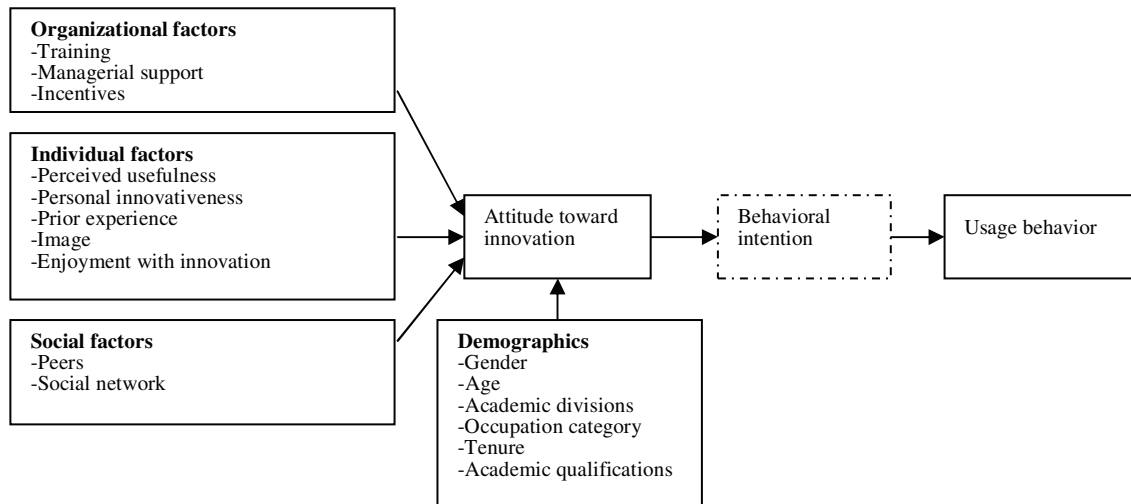 Organizational factors
-Training
-Managerial support
-Incentives
Individual factors
-Perceived usefulness
-Personal innovativeness
-Prior experience
-Image
-Enjoyment with innovation
Social factors
-Peers
-Social network
Attitude toward
innovation
Behavioral
intention
Usage behavior
Demographics
-Gender
-Age
-Academic divisions
-Occupation category
-Tenure
-Academic qualifications